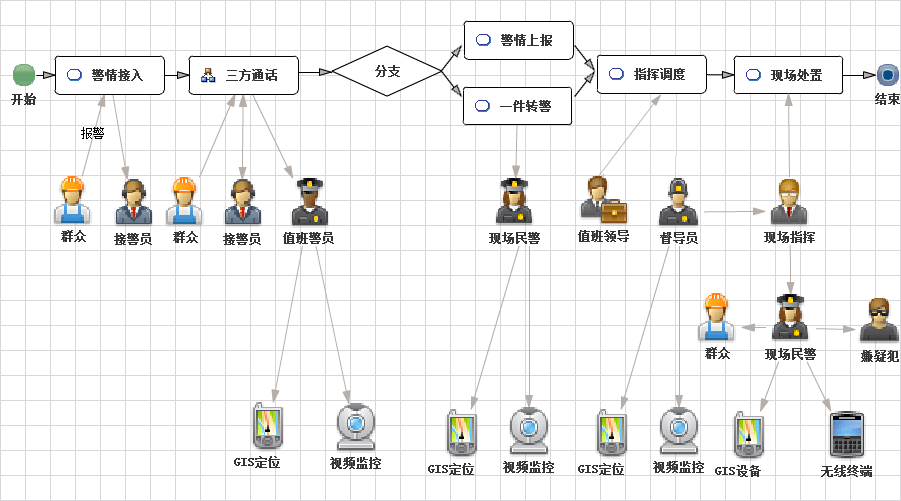 警情上报
警情接入
三方通话
分支
指挥调度
现场处置
开始
一件转警
结束
报警
群众
接警员
群众
接警员
值班警员
现场民警
值班领导
督导员
现场指挥
群众
现场民警
嫌疑犯
GIS定位
视频监控
GIS定位
视频监控
GIS定位
视频监控
GIS设备
无线终端